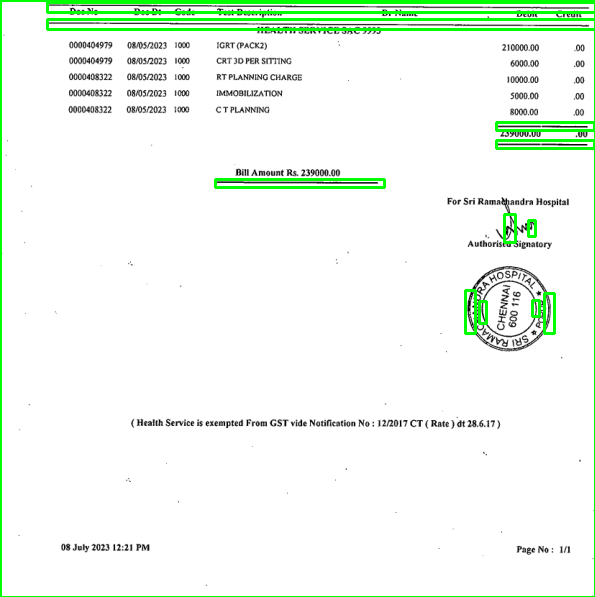 Doc No Doc Dt Code Test Description Dr Name Debit Credit
HEALTH SERVICE SAC 9993
0000404979 08/05/2023 1000 IGRT (PACK2) 210000.00 .00
0000404979 08/05/2023 1000 CRT 3D PER SITTING 6000.00 .00
0000408322 08/05/2023 1000 RT PLANNING CHARGE 10000.00 .00
0000408322 08/05/2023 1000 IMMOBILIZATION 5000.00 .00
0000408322 08/05/2023 1000 C T PLANNING 8000.00 .00
239000.00 .00
Bill Amount Rs. 239000.00
For Sri Ramachandra Hospital
Authorised Signatory
CHENNAI
600 116
( Health Service is exempted From GST vide Notification No : 12/2017 CT ( Rate ) dt 28.6.17 )
08 July 2023 12:21 PM Page No : 1/1